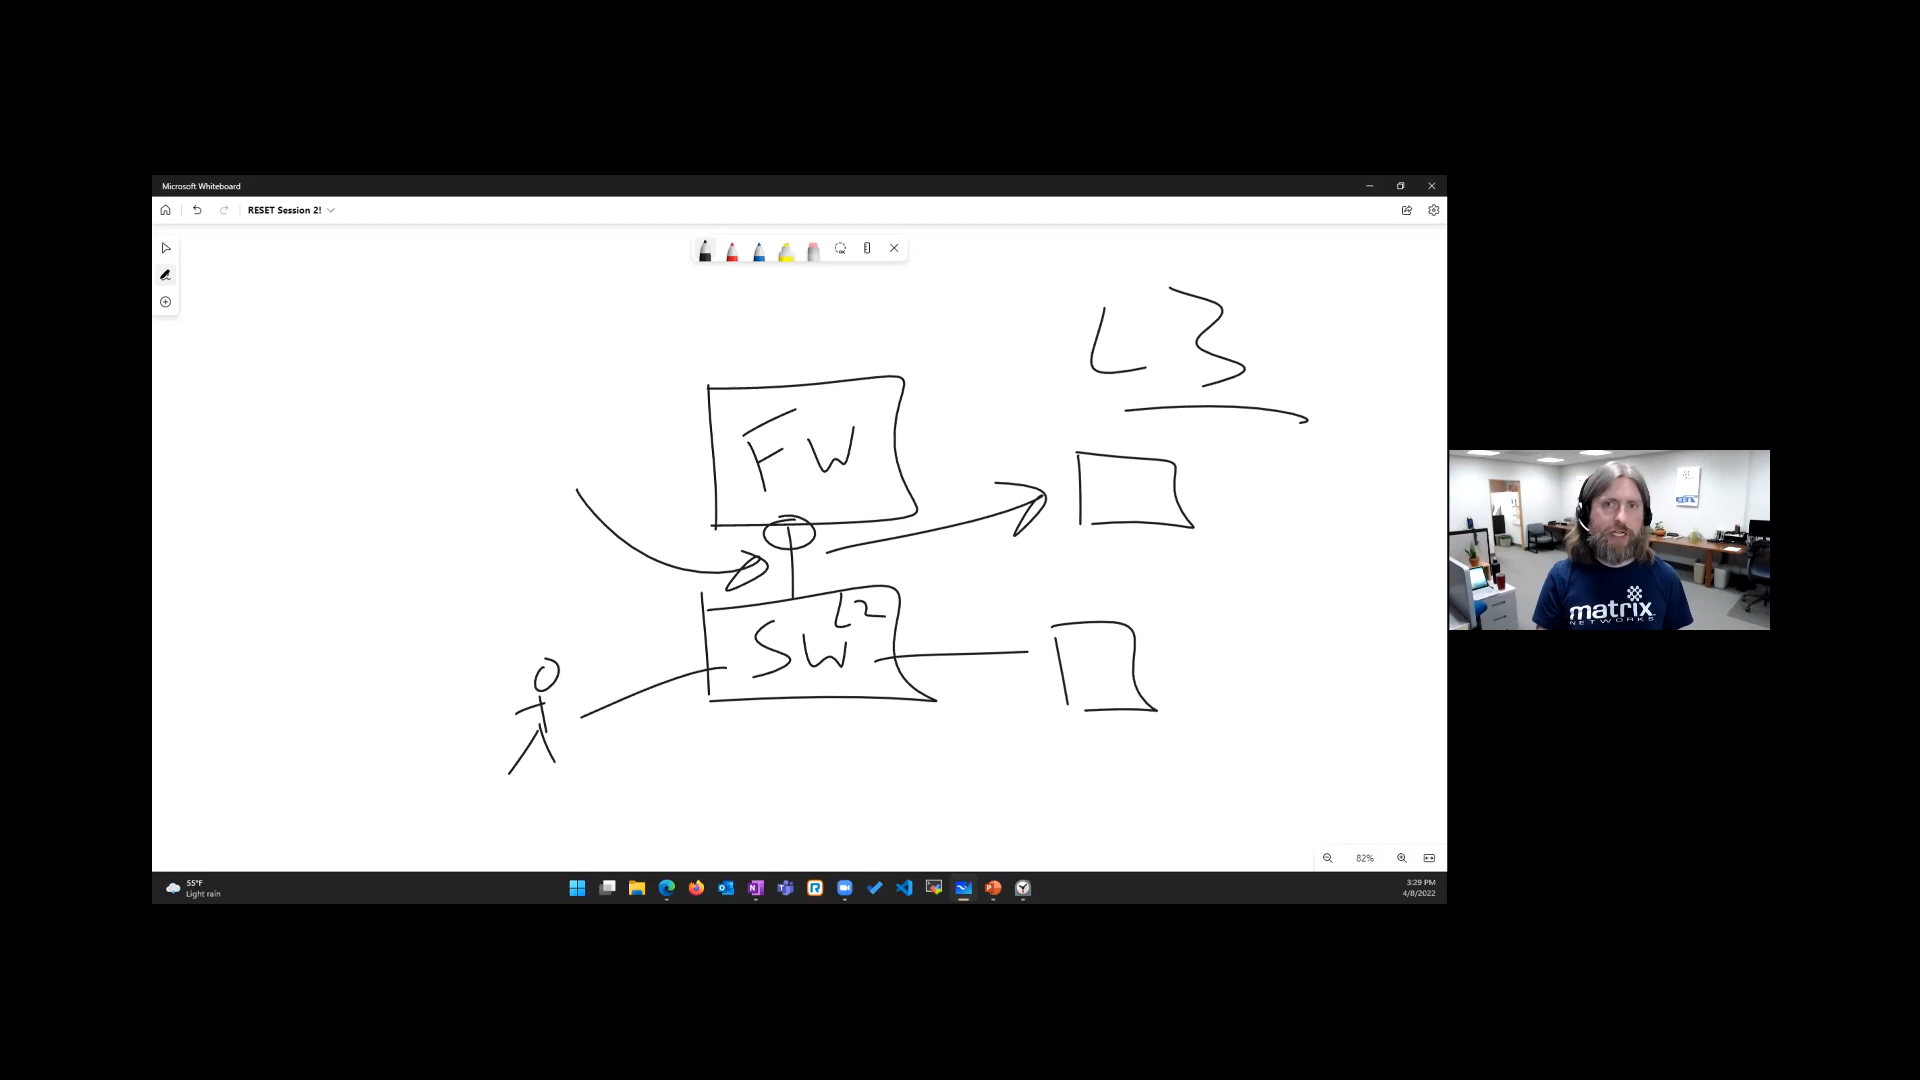 Microsoft Whiteboard
RESET Session 2!
L3
FW
L2
SW
matrix
NETWORKS
82%
55°F
Light rain
3:29 PM
4/8/2022